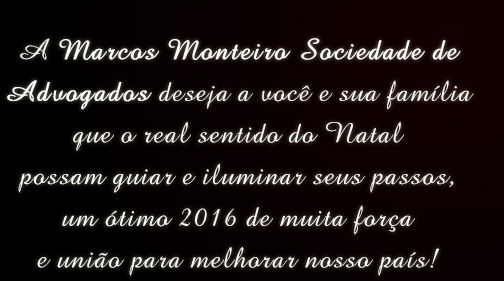 A Marcos Monteiro Sociedade de
Advogados deseja a você e sua família
que o real sentido do Natal
possam guiar e iluminar seus passos,
um ótimo 2016 de muita força
e união para melhorar nosso país!